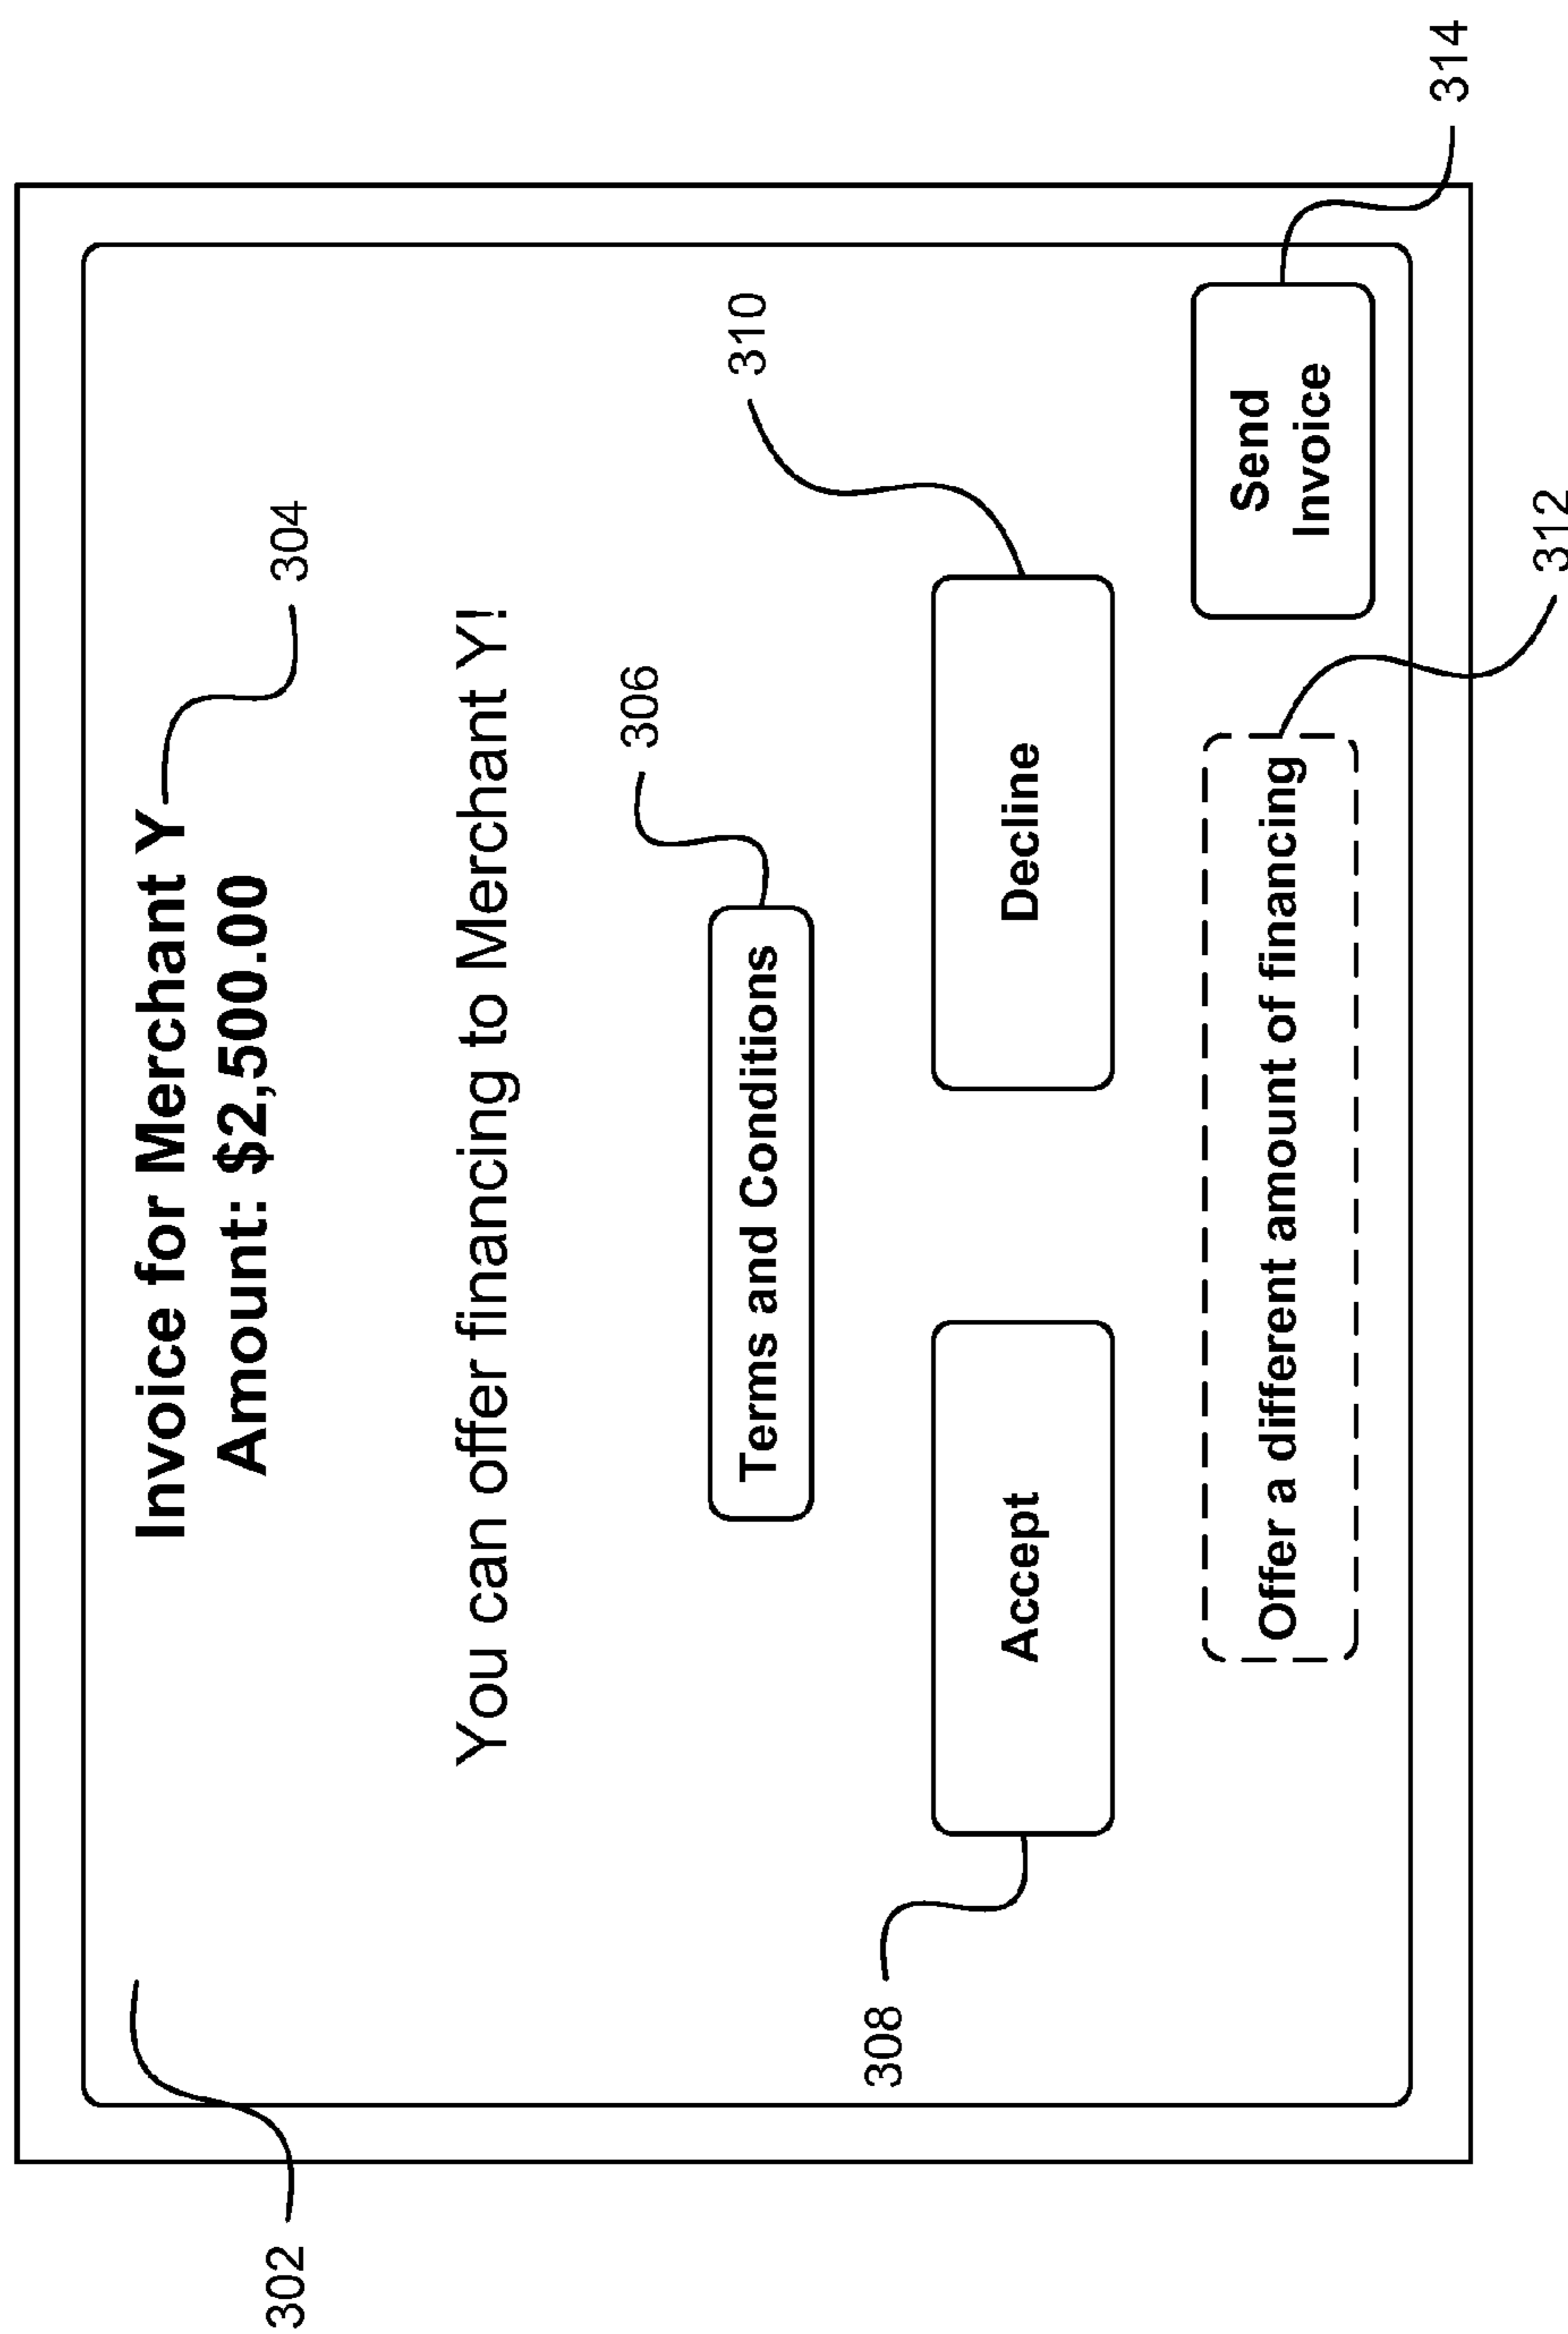 Invoice for Merchant Y
304
Amount: $2,500.00
302
You can offer financing to Merchant Y!
306
Terms and Conditions
310
308
Accept
Decline
Offer a different amount of financing
Send
Invoice
314
312